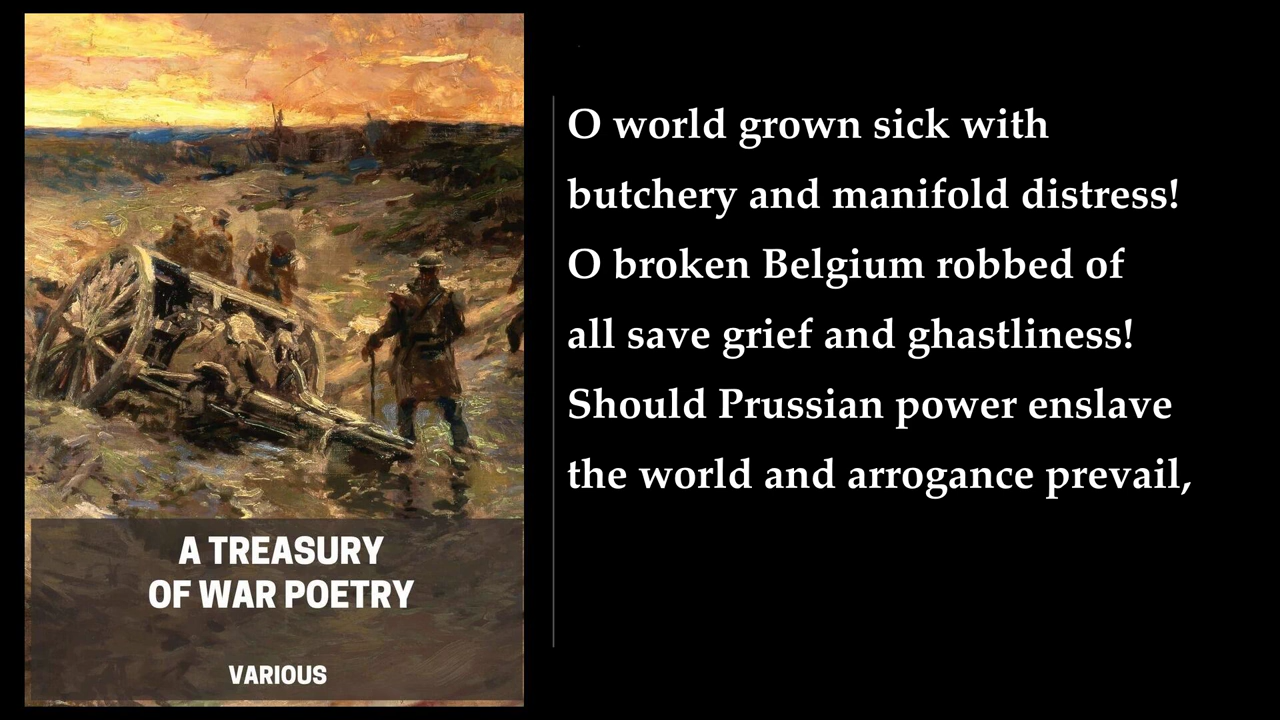 O world grown sick with
butchery and manifold distress!
O broken Belgium robbed of
all save grief and ghastliness!
Should Prussian power enslave
the world and arrogance prevail,
A TREASURY
OF WAR POETRY
VARIOUS